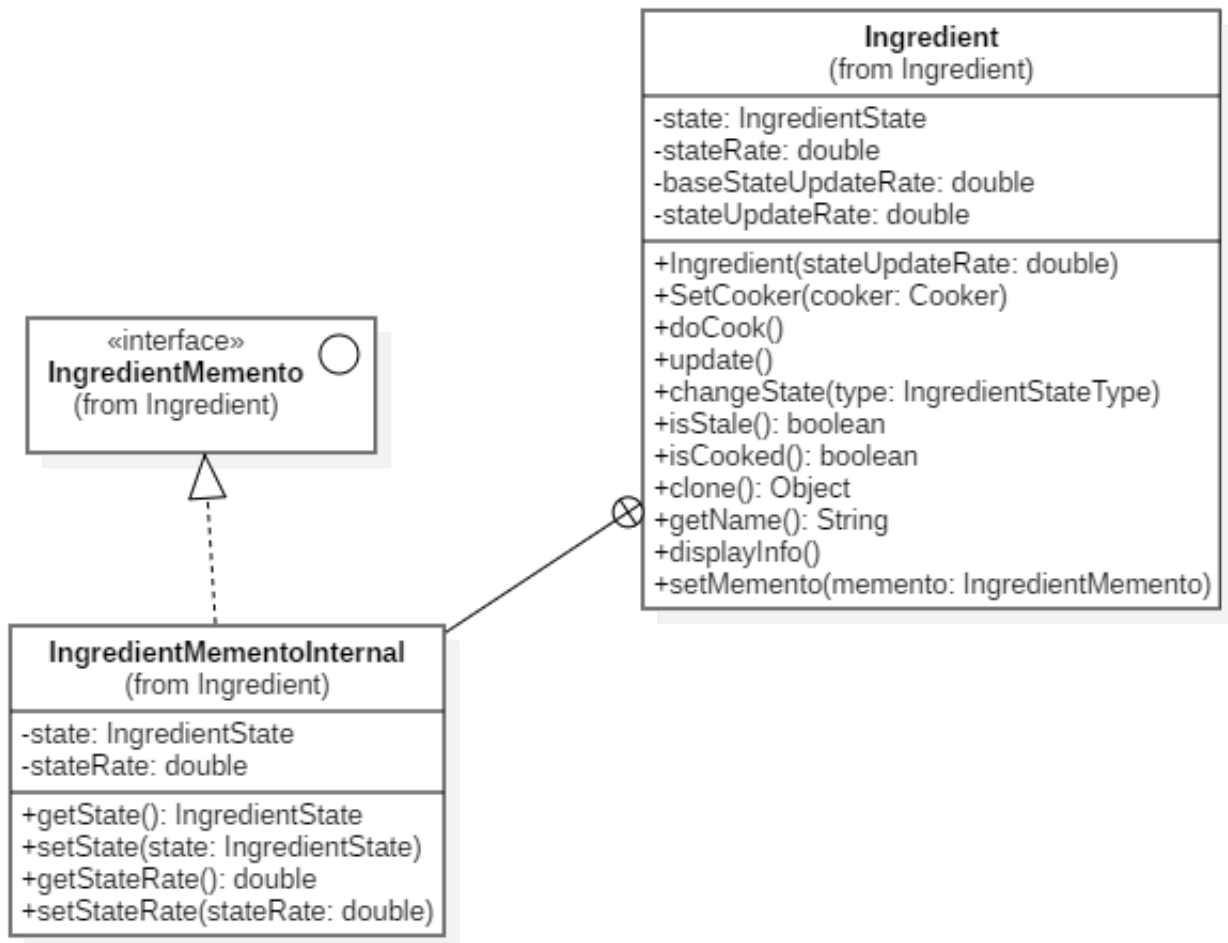 Ingredient
(from Ingredient)
-state: IngredientState
-stateRate: double
-baseStateUpdateRate: double
-stateUpdateRate: double
+Ingredient(stateUpdateRate: double)
+SetCooker(cooker: Cooker)
+doCook()
+update()
+changeState(type: IngredientStateType)
+isStale(): boolean
+isCooked(): boolean
+clone(): Object
+getName(): String
+displayInfo()
+setMemento(memento: IngredientMemento)
«interface»
IngredientMemento
(from Ingredient)
IngredientMementoInternal
(from Ingredient)
-state: IngredientState
-stateRate: double
+getState(): IngredientState
+setState(state: IngredientState)
+getStateRate(): double
+setStateRate(stateRate: double)